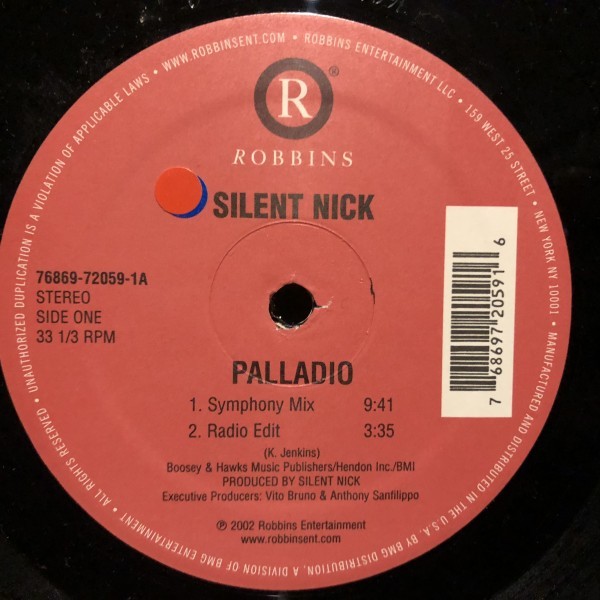 WWW.ROBBINSENT.COM • ROBBINS ENTERTAINMENT LLC • 159 WEST 25 STREET • NEW YORK NY 10001 • MANUFACTURED AND DISTRIBUTED IN THE U.S.A. BY BMG DISTRIBUTION, A DIVISION OF BMG ENTERTAINMENT • ALL RIGHTS RESERVED • UNAUTHORIZED DUPLICATION IS A VIOLATION OF APPLICABLE LAWS •
R®
ROBBINS
SILENT NICK
76869-72059-1A
STEREO
SIDE ONE
33 1/3 RPM
7 68697 20591 6
PALLADIO
1. Symphony Mix 9:41
2. Radio Edit 3:35
(K. Jenkins)
Boosey & Hawks Music Publishers/Hendon Inc./BMI
PRODUCED BY SILENT NICK
Executive Producers: Vito Bruno & Anthony Sanfilippo
℗ 2002 Robbins Entertainment
www.robbinsent.com